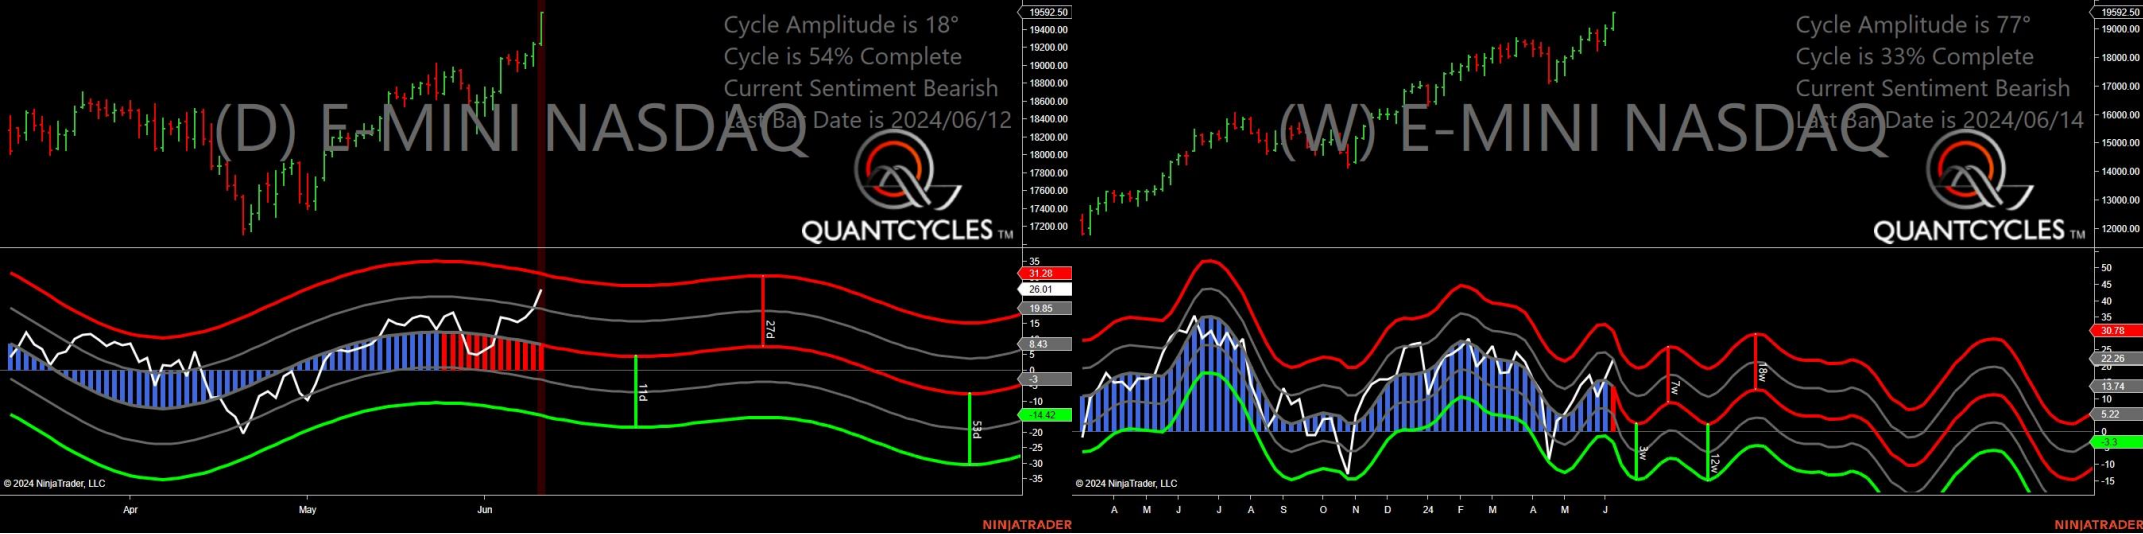 Cycle Amplitude is 18°
Cycle is 54% Complete
Current Sentiment Bearish
Last Bar Date is 2024/06/12
(D) E-MINI NASDAQ
QUANTCYCLES TM
19592.50
19400.00
19200.00
19000.00
18800.00
18600.00
18400.00
18200.00
18000.00
17800.00
17600.00
17400.00
17200.00
35
31.28
26.01
19.85
15
8.43
5
0
-3
-5
-10
-14.42
-20
-25
-30
-35
27d
11d
53d
© 2024 NinjaTrader, LLC
Apr
May
Jun
NINJATRADER
Cycle Amplitude is 77°
Cycle is 33% Complete
Current Sentiment Bearish
Last Bar Date is 2024/06/14
(W) E-MINI NASDAQ
QUANTCYCLES TM
19592.50
19000.00
18000.00
17000.00
16000.00
15000.00
14000.00
13000.00
12000.00
50
45
40
35
30.78
25
22.26
20
13.74
5.22
0
-3.3
-10
-15
7w
18w
3w
12w
© 2024 NinjaTrader, LLC
A M J J A S O N D 24 F M A M J
NINJATRADER